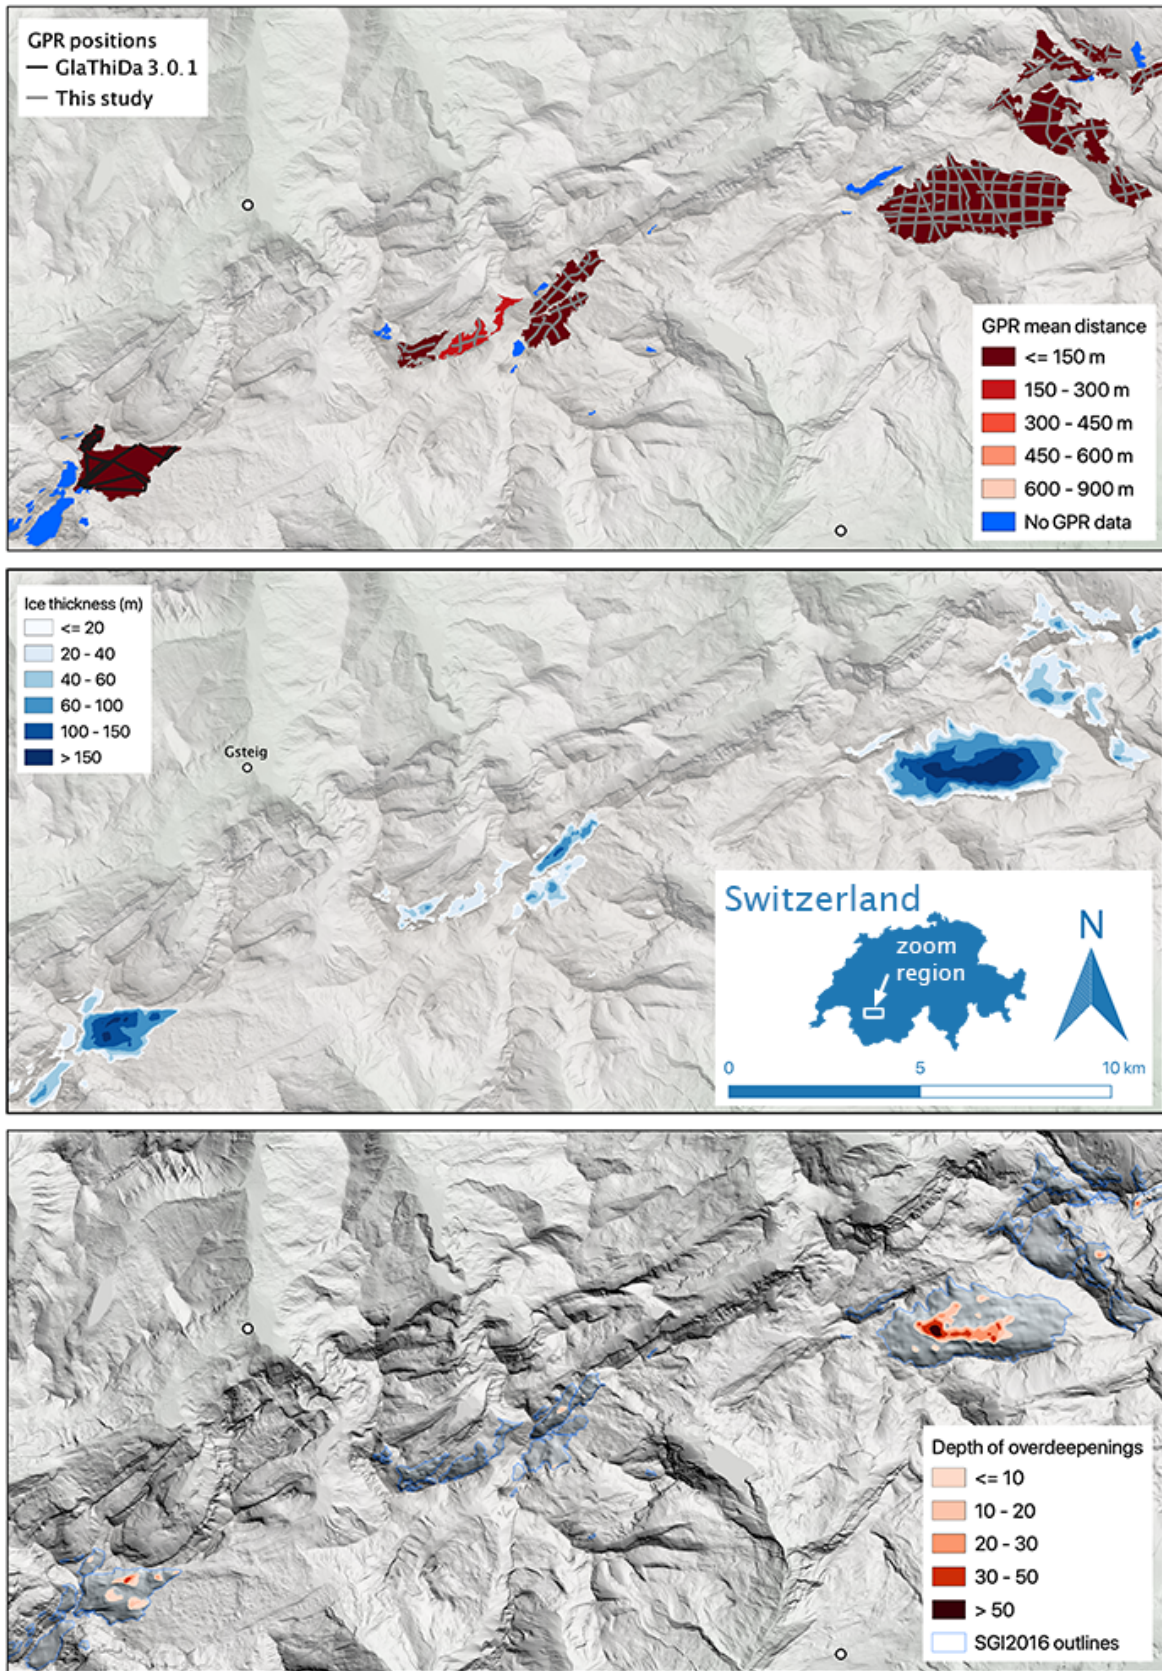 GPR positions
GlaThiDa 3.0.1
This study
GPR mean distance
<= 150 m
150 - 300 m
300 - 450 m
450 - 600 m
600 - 900 m
No GPR data
Ice thickness (m)
<= 20
20 - 40
40 - 60
60 - 100
100 - 150
> 150
Gsteig
Switzerland
zoom
region
N
0 5 10 km
Depth of overdeepenings
<= 10
10 - 20
20 - 30
30 - 50
> 50
SGI2016 outlines